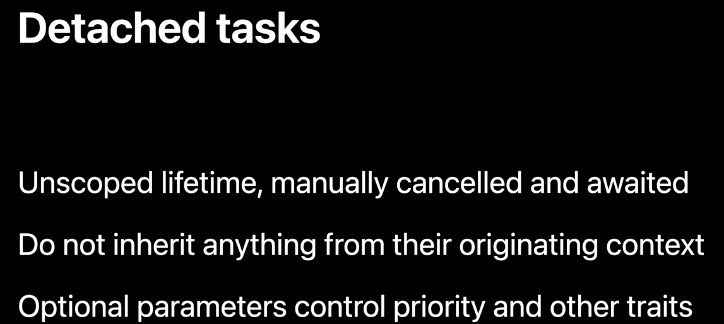 Detached tasks
Unscoped lifetime, manually cancelled and awaited
Do not inherit anything from their originating context
Optional parameters control priority and other traits